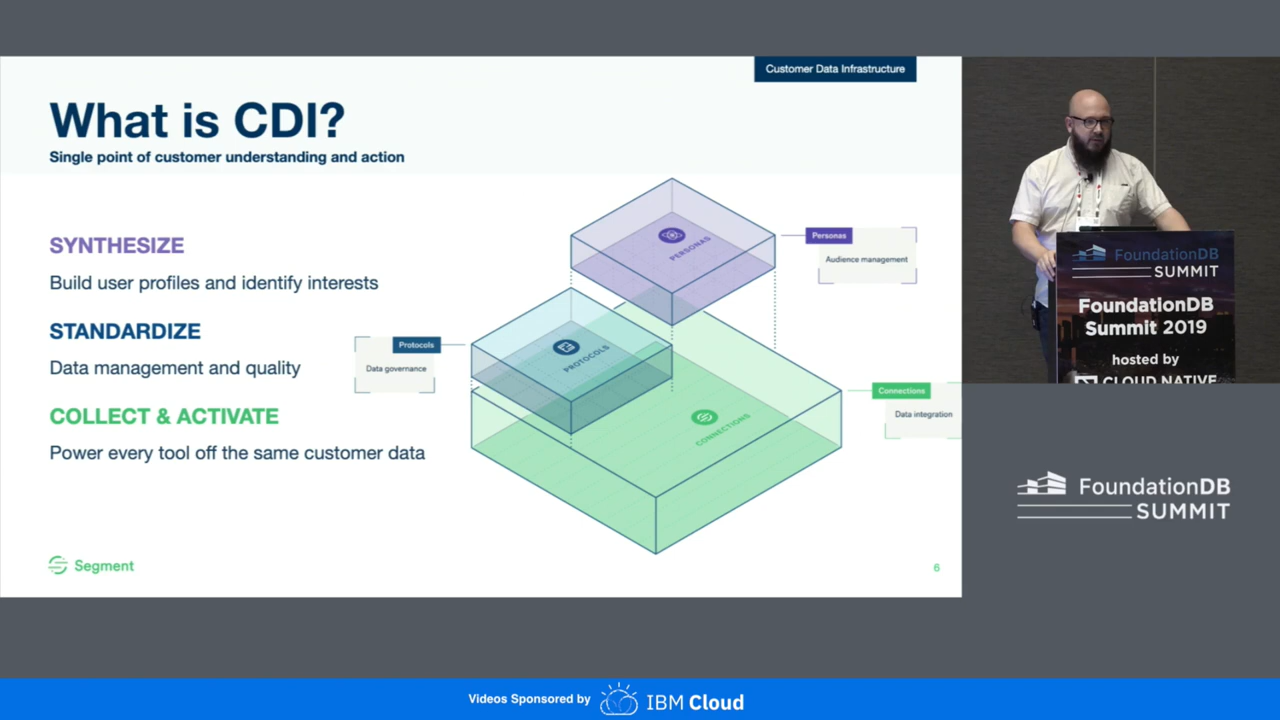 Customer Data Infrastructure
What is CDI?
Single point of customer understanding and action
SYNTHESIZE
Build user profiles and identify interests
STANDARDIZE
Data management and quality
COLLECT & ACTIVATE
Power every tool off the same customer data
PERSONAS
Personas
Audience management
Protocols
Data governance
PROTOCOLS
CONNECTIONS
Connections
Data integration
Segment
6
FoundationDB
SUMMIT
FoundationDB
Summit 2019
hosted by
CLOUD NATIVE
FoundationDB
SUMMIT
Videos Sponsored by IBM Cloud